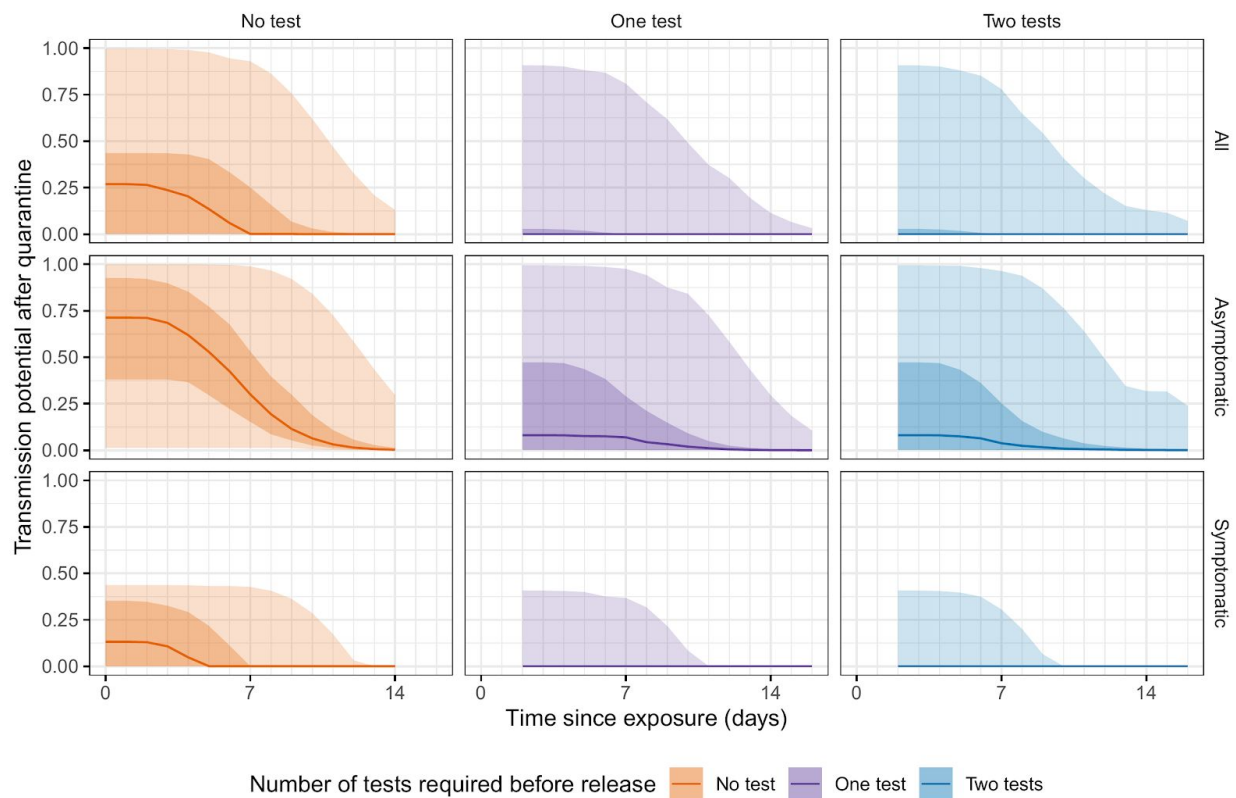 No test One test Two tests
Transmission potential after quarantine
1.00
0.75
0.50
0.25
0.00
All
1.00
0.75
0.50
0.25
0.00
Asymptomatic
1.00
0.75
0.50
0.25
0.00
Symptomatic
0 7 14 0 7 14 0 7 14
Time since exposure (days)
Number of tests required before release No test One test Two tests